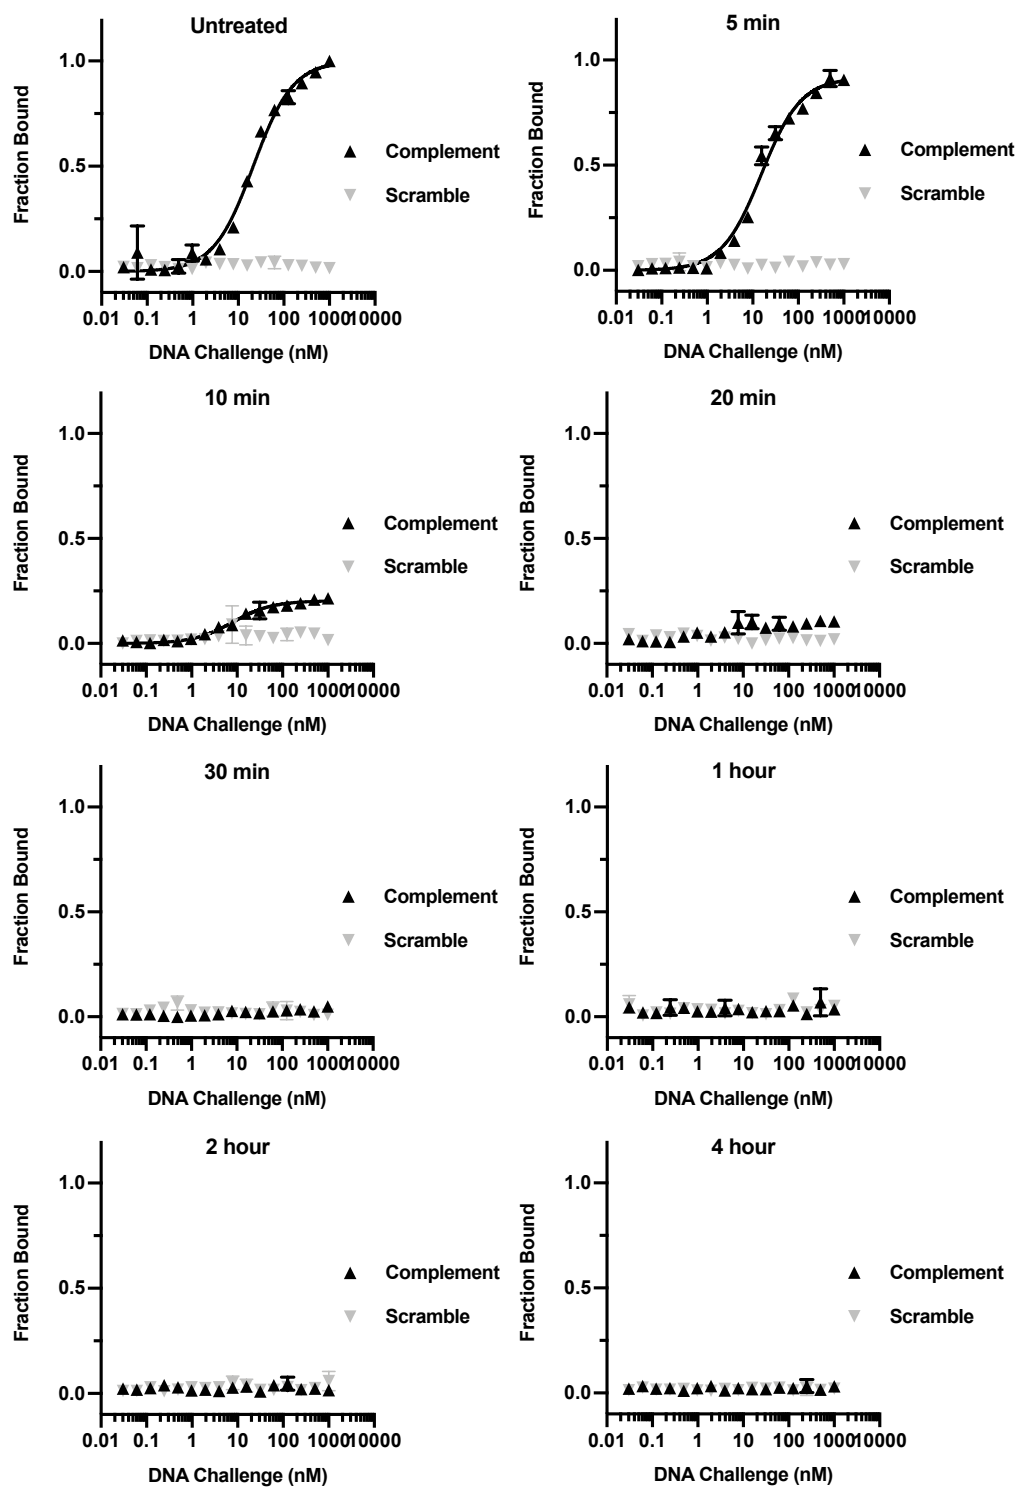 Untreated
Fraction Bound
1.0
0.5
0.0
0.01 0.1 1 10 100 1000 10000
DNA Challenge (nM)
Complement
Scramble
5 min
Fraction Bound
1.0
0.5
0.0
0.01 0.1 1 10 100 1000 10000
DNA Challenge (nM)
Complement
Scramble
10 min
Fraction Bound
1.0
0.5
0.0
0.01 0.1 1 10 100 1000 10000
DNA Challenge (nM)
Complement
Scramble
20 min
Fraction Bound
1.0
0.5
0.0
0.01 0.1 1 10 100 1000 10000
DNA Challenge (nM)
Complement
Scramble
30 min
Fraction Bound
1.0
0.5
0.0
0.01 0.1 1 10 100 1000 10000
DNA Challenge (nM)
Complement
Scramble
1 hour
Fraction Bound
1.0
0.5
0.0
0.01 0.1 1 10 100 1000 10000
DNA Challenge (nM)
Complement
Scramble
2 hour
Fraction Bound
1.0
0.5
0.0
0.01 0.1 1 10 100 1000 10000
DNA Challenge (nM)
Complement
Scramble
4 hour
Fraction Bound
1.0
0.5
0.0
0.01 0.1 1 10 100 1000 10000
DNA Challenge (nM)
Complement
Scramble